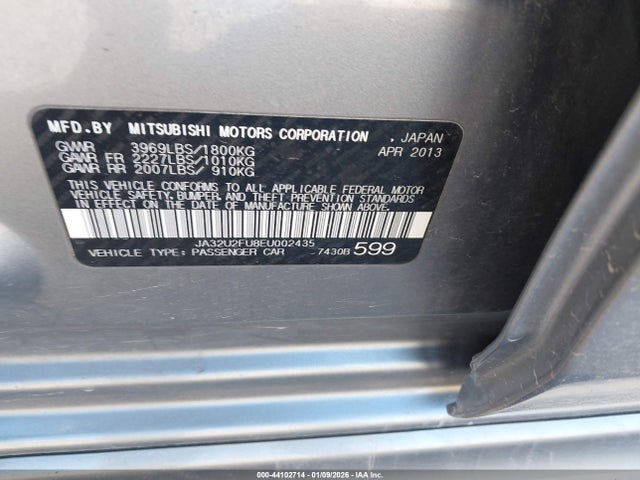 MFD.BY MITSUBISHI MOTORS CORPORATION . JAPAN
GVWR 3969LBS/1800KG APR 2013
GAWR FR 2227LBS/1010KG
GAWR RR 2007LBS/ 910KG
THIS VEHICLE CONFORMS TO ALL APPLICABLE FEDERAL MOTOR
VEHICLE SAFETY, BUMPER, AND THEFT PREVENTION STANDARDS
IN EFFECT ON THE DATE OF MANUFACTURE SHOWN ABOVE.
JA32U2FU8EU002435
VEHICLE TYPE: PASSENGER CAR 7430B599
000-44102714 - 01/09/2026 - IAA Inc.